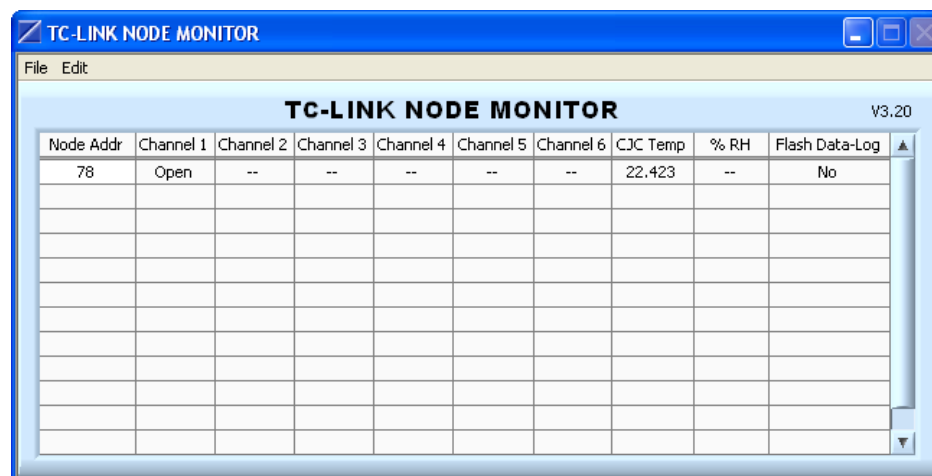 TC-LINK NODE MONITOR
File Edit
TC-LINK NODE MONITOR V3.20
Node Addr Channel 1 Channel 2 Channel 3 Channel 4 Channel 5 Channel 6 CJC Temp % RH Flash Data-Log
78 Open -- -- -- -- -- 22.423 -- No